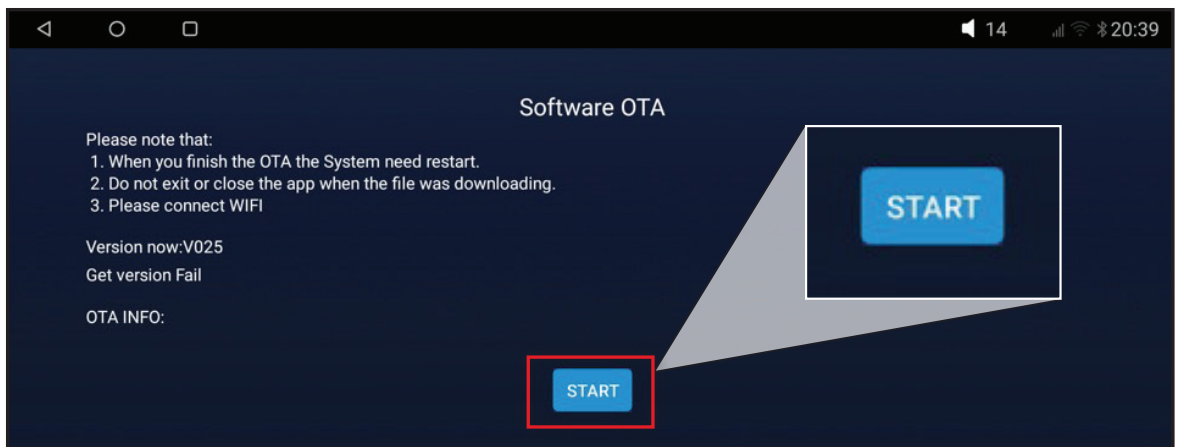 14 20:39
Software OTA
Please note that:
1. When you finish the OTA the System need restart.
2. Do not exit or close the app when the file was downloading.
3. Please connect WIFI
Version now:V025
Get version Fail
OTA INFO:
START
START